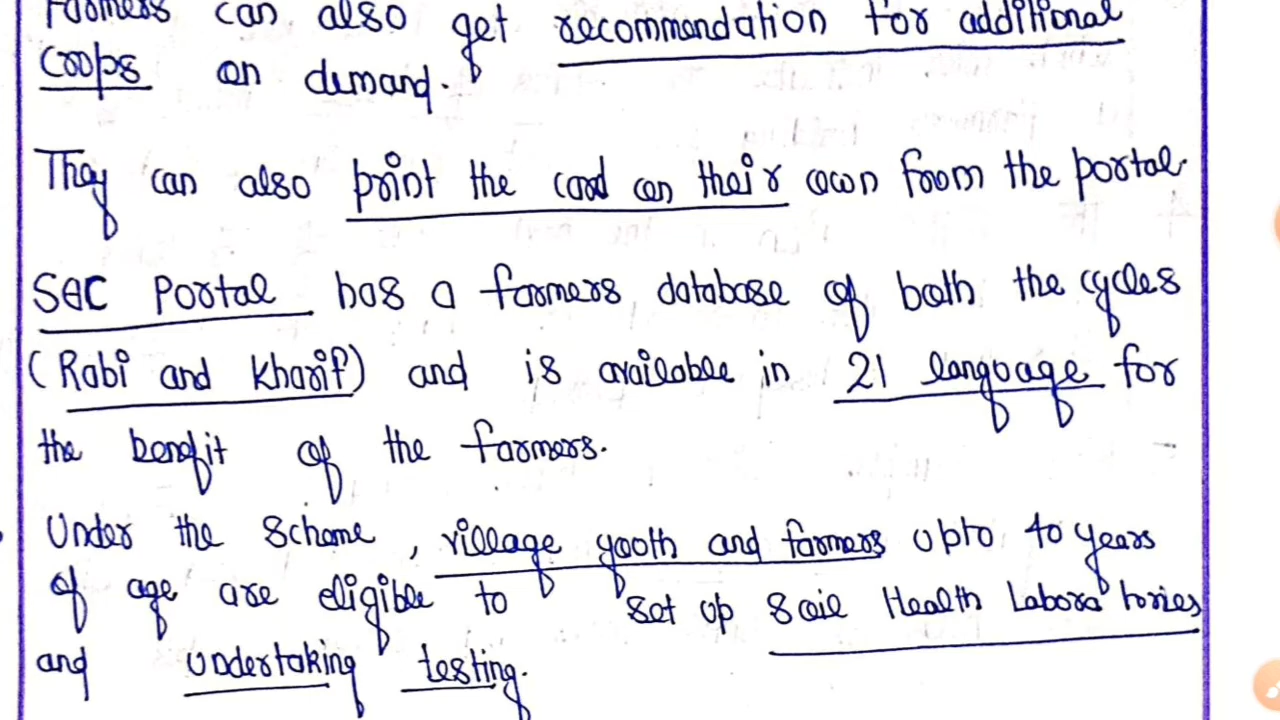 Farmers can also get recommendation for additional
crops on demand.
They can also print the card on their own from the portal.
SHC Portal has a farmers database of both the cycles
(Rabi and Kharif) and is available in 21 language for
the benefit of the farmers.
Under the scheme, village youth and farmers upto 40 years
of age are eligible to set up Soil Health Laboratories
and undertaking testing.